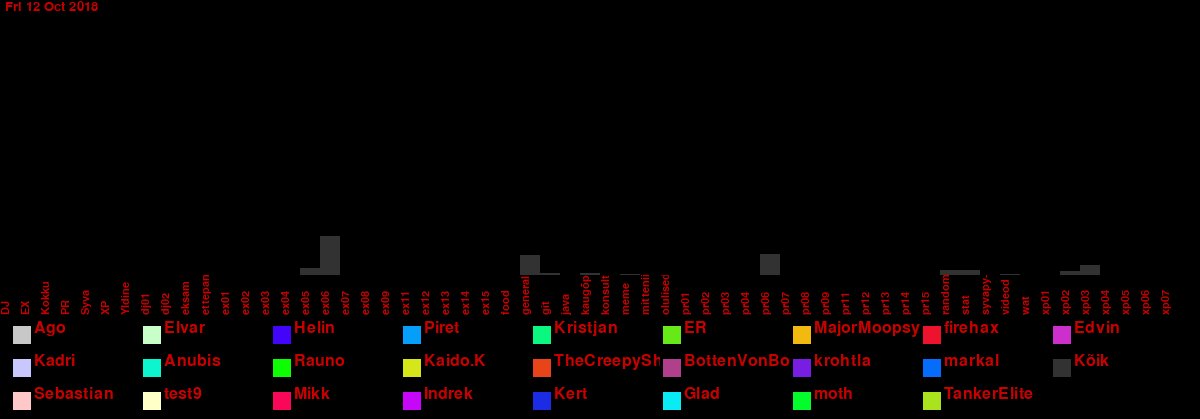 Fri 12 Oct 2018
DJ EX Kokku PR Syva XP Yldine dj01 dj02 eksam ettepan ex01 ex02 ex03 ex04 ex05 ex06 ex07 ex08 ex09 ex11 ex12 ex13 ex14 ex15 food general git java kaugõp konsult meme mittenii olulised pr01 pr02 pr03 pr05 pr06 pr07 pr08 pr09 pr11 pr12 pr13 pr14 pr15 random stat syvapy- videod wat xp01 xp02 xp03 xp04 xp05 xp06 xp07
Ago Elvar Helin Piret Kristjan ER MajorMoopsy firehax Edvin
Kadri Anubis Rauno Kaido.K TheCreepySh BottenVonBo krohtla markal Kõik
Sebastian test9 Mikk Indrek Kert Glad moth TankerElite